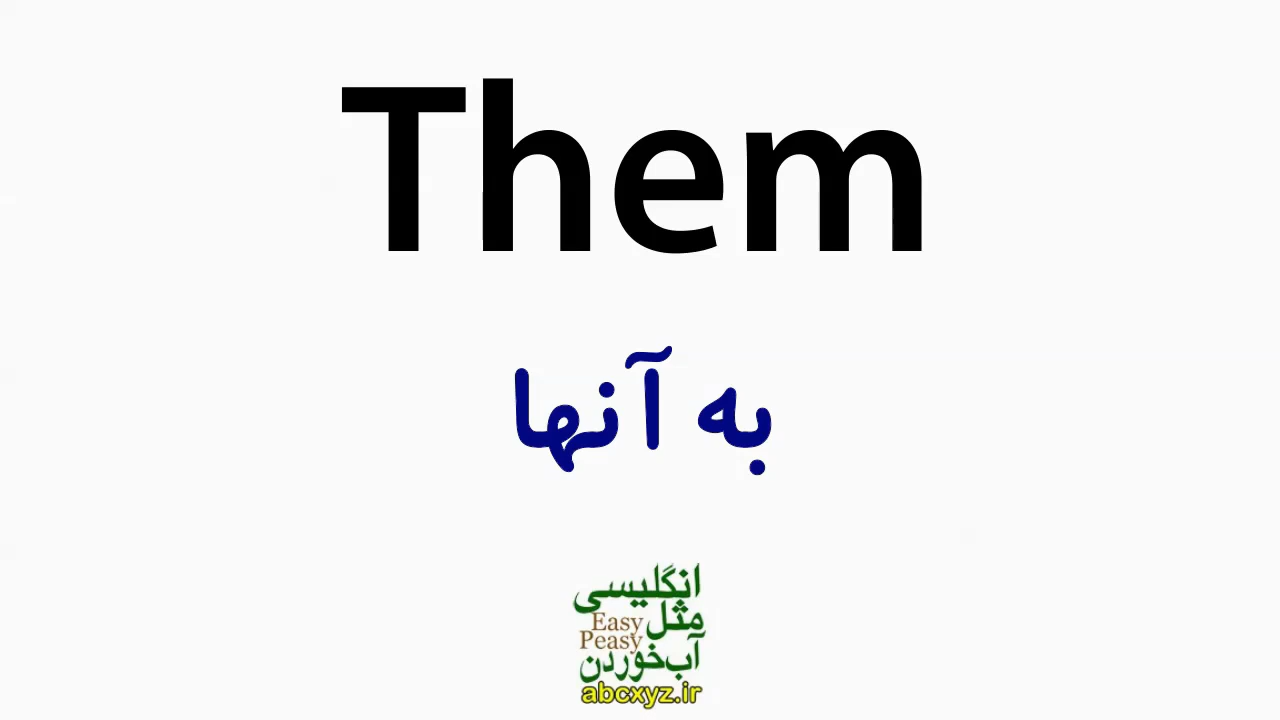 Them
به آنها
انگلیسی
مثل
Easy
Peasy
آب‌خوردن
abcxyz.ir